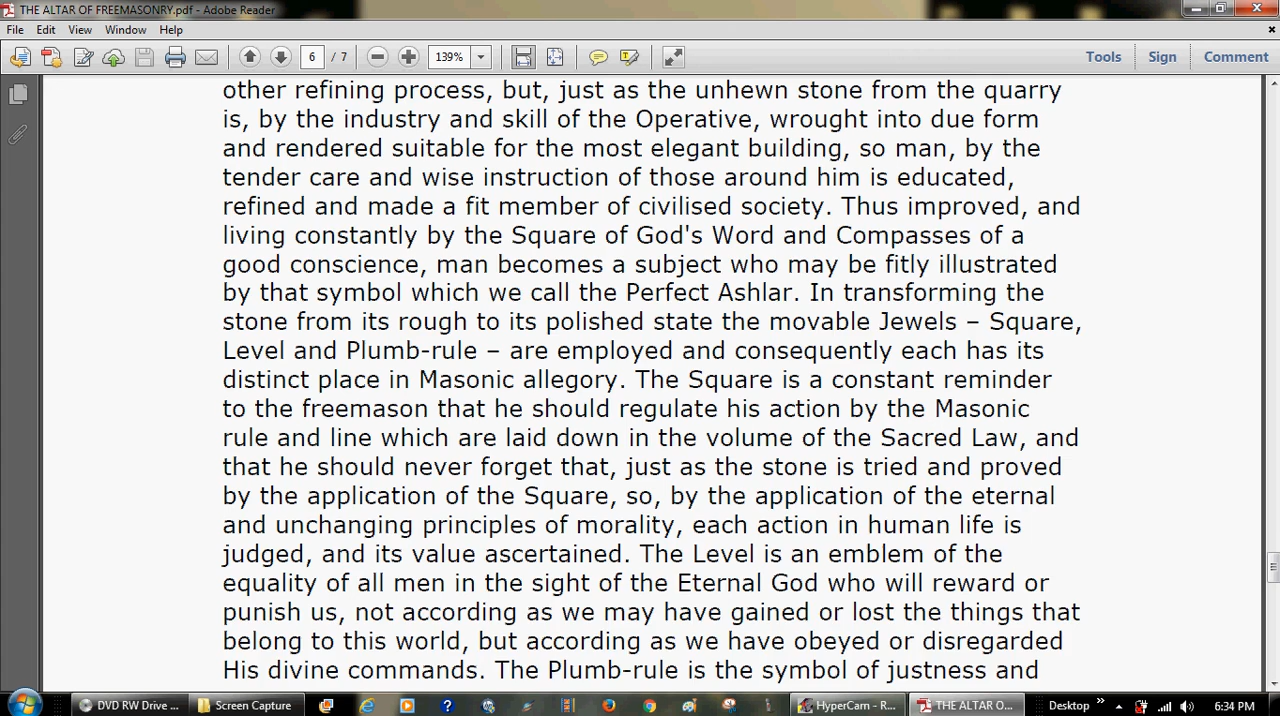 THE ALTAR OF FREEMASONRY.pdf - Adobe Reader
File Edit View Window Help
6 / 7 139% Tools Sign Comment
other refining process, but, just as the unhewn stone from the quarry
is, by the industry and skill of the Operative, wrought into due form
and rendered suitable for the most elegant building, so man, by the
tender care and wise instruction of those around him is educated,
refined and made a fit member of civilised society. Thus improved, and
living constantly by the Square of God's Word and Compasses of a
good conscience, man becomes a subject who may be fitly illustrated
by that symbol which we call the Perfect Ashlar. In transforming the
stone from its rough to its polished state the movable Jewels – Square,
Level and Plumb-rule – are employed and consequently each has its
distinct place in Masonic allegory. The Square is a constant reminder
to the freemason that he should regulate his action by the Masonic
rule and line which are laid down in the volume of the Sacred Law, and
that he should never forget that, just as the stone is tried and proved
by the application of the Square, so, by the application of the eternal
and unchanging principles of morality, each action in human life is
judged, and its value ascertained. The Level is an emblem of the
equality of all men in the sight of the Eternal God who will reward or
punish us, not according as we may have gained or lost the things that
belong to this world, but according as we have obeyed or disregarded
His divine commands. The Plumb-rule is the symbol of justness and
DVD RW Drive ... Screen Capture HyperCam - R... THE ALTAR O... Desktop 6:34 PM